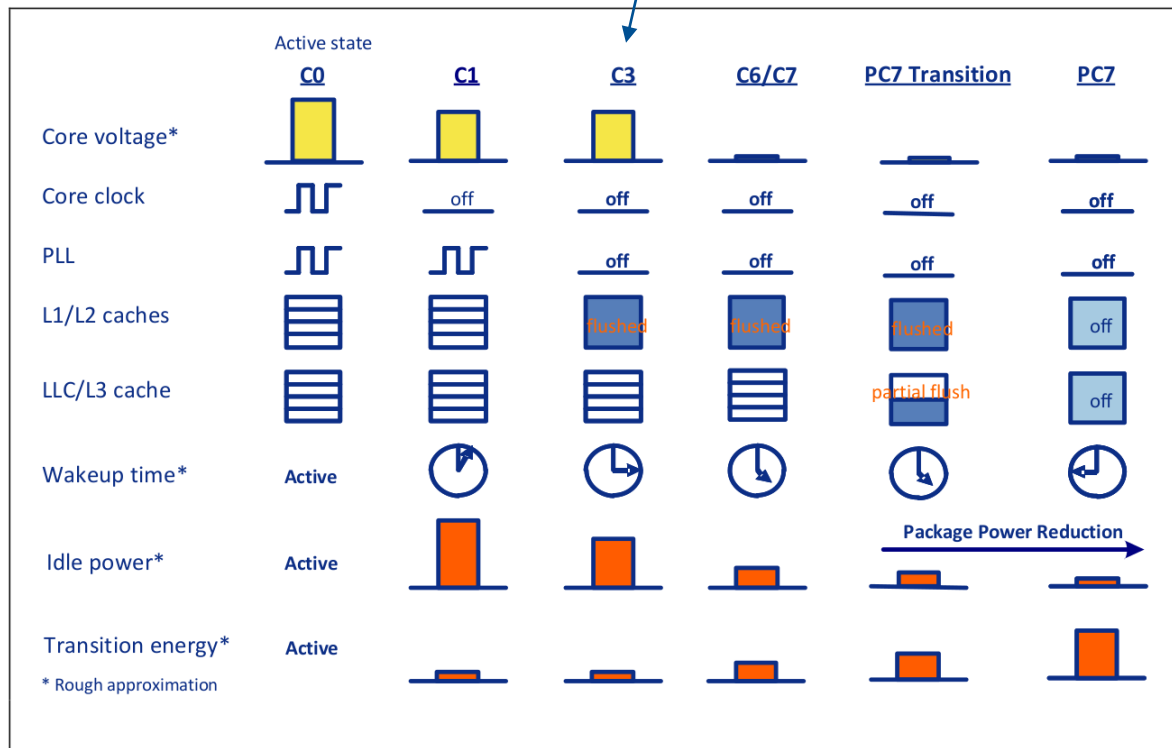 Active state
C0 C1 C3 C6/C7 PC7 Transition PC7
Core voltage*
Core clock off off off off off
PLL off off off off
L1/L2 caches flushed flushed flushed off
LLC/L3 cache partial flush off
Wakeup time* Active
Package Power Reduction
Idle power* Active
Transition energy* Active
* Rough approximation